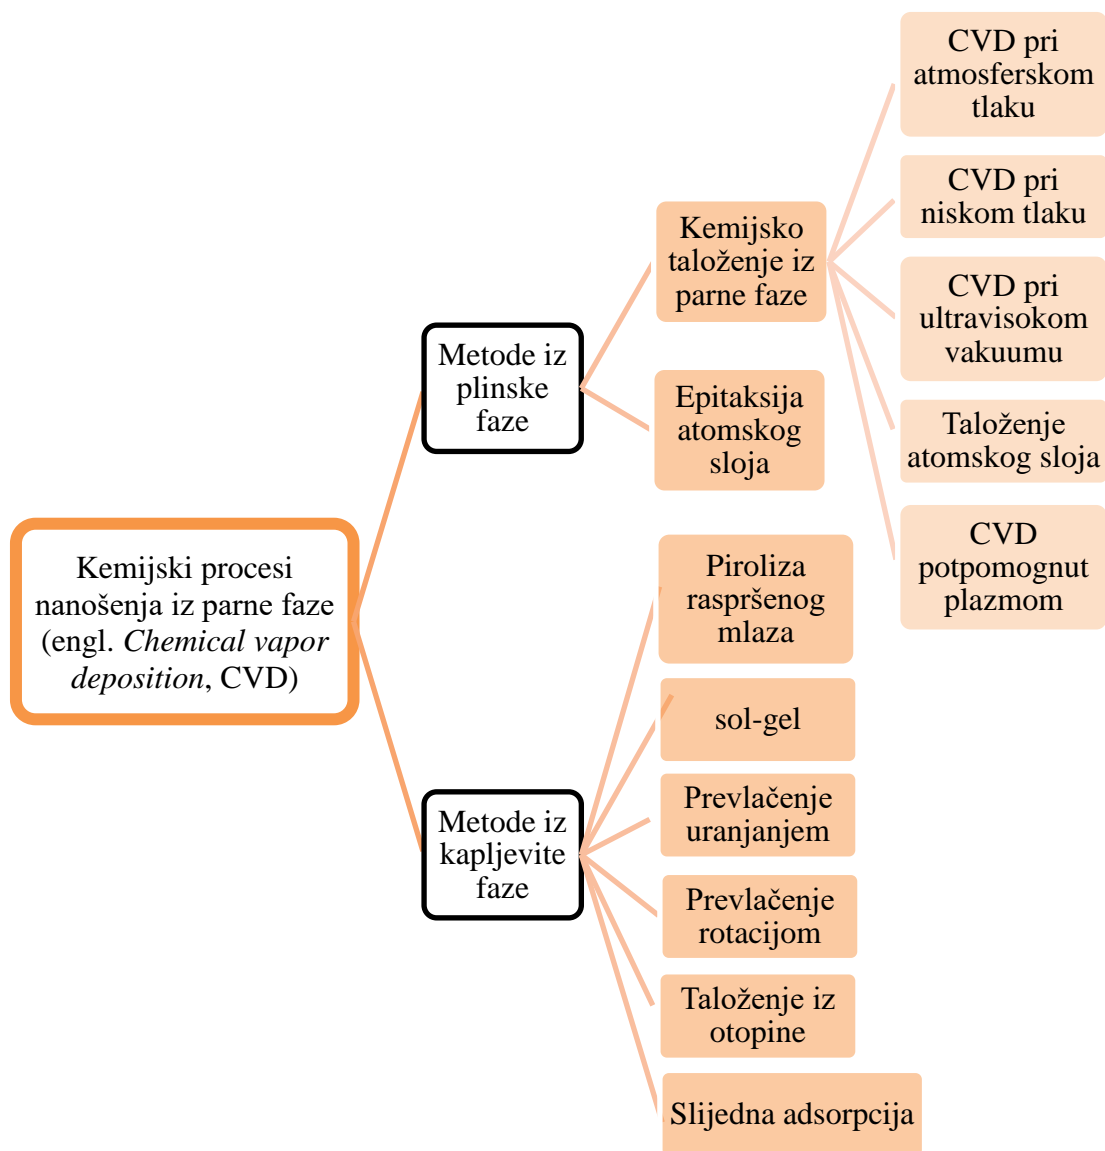 Kemijski procesi
nanošenja iz parne faze
(engl. Chemical vapor
deposition, CVD)
Metode iz
plinske
faze
Kemijsko
taloženje iz
parne faze
CVD pri
atmosferskom
tlaku
CVD pri
niskom tlaku
CVD pri
ultravisokom
vakuumu
Taloženje
atomskog sloja
CVD
potpomognut
plazmom
Epitaksija
atomskog
sloja
Metode iz
kapljevite
faze
Piroliza
raspršenog
mlaza
sol-gel
Prevlačenje
uranjanjem
Prevlačenje
rotacijom
Taloženje iz
otopine
Slijedna adsorpcija